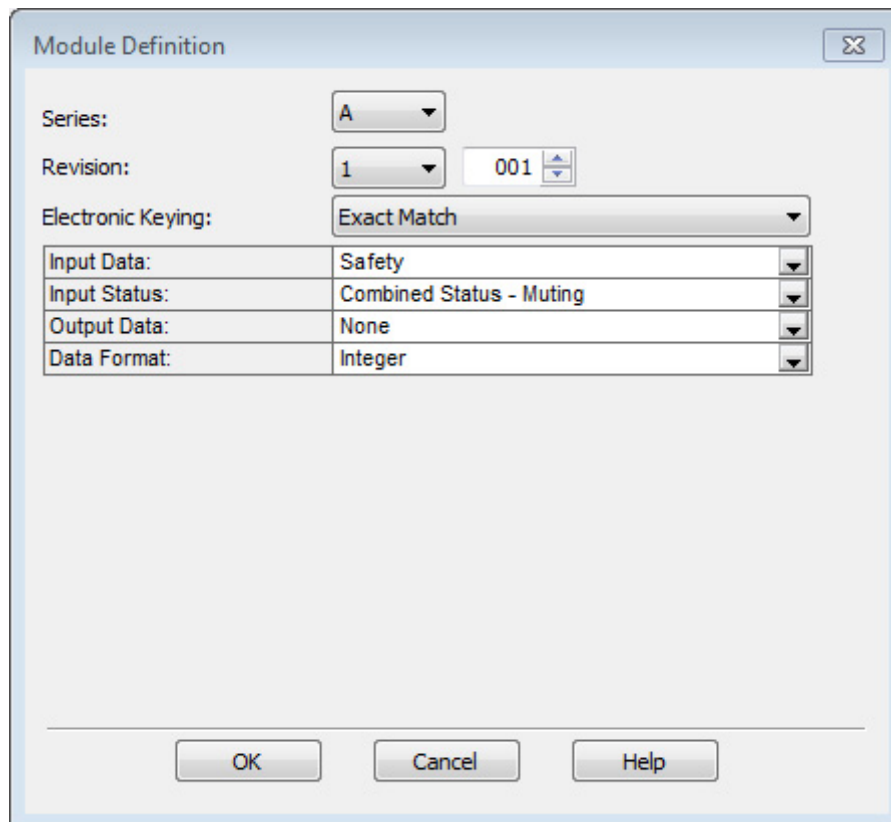 Module Definition
Series: A
Revision: 1 001
Electronic Keying: Exact Match
Input Data: Safety
Input Status: Combined Status - Muting
Output Data: None
Data Format: Integer
OK Cancel Help